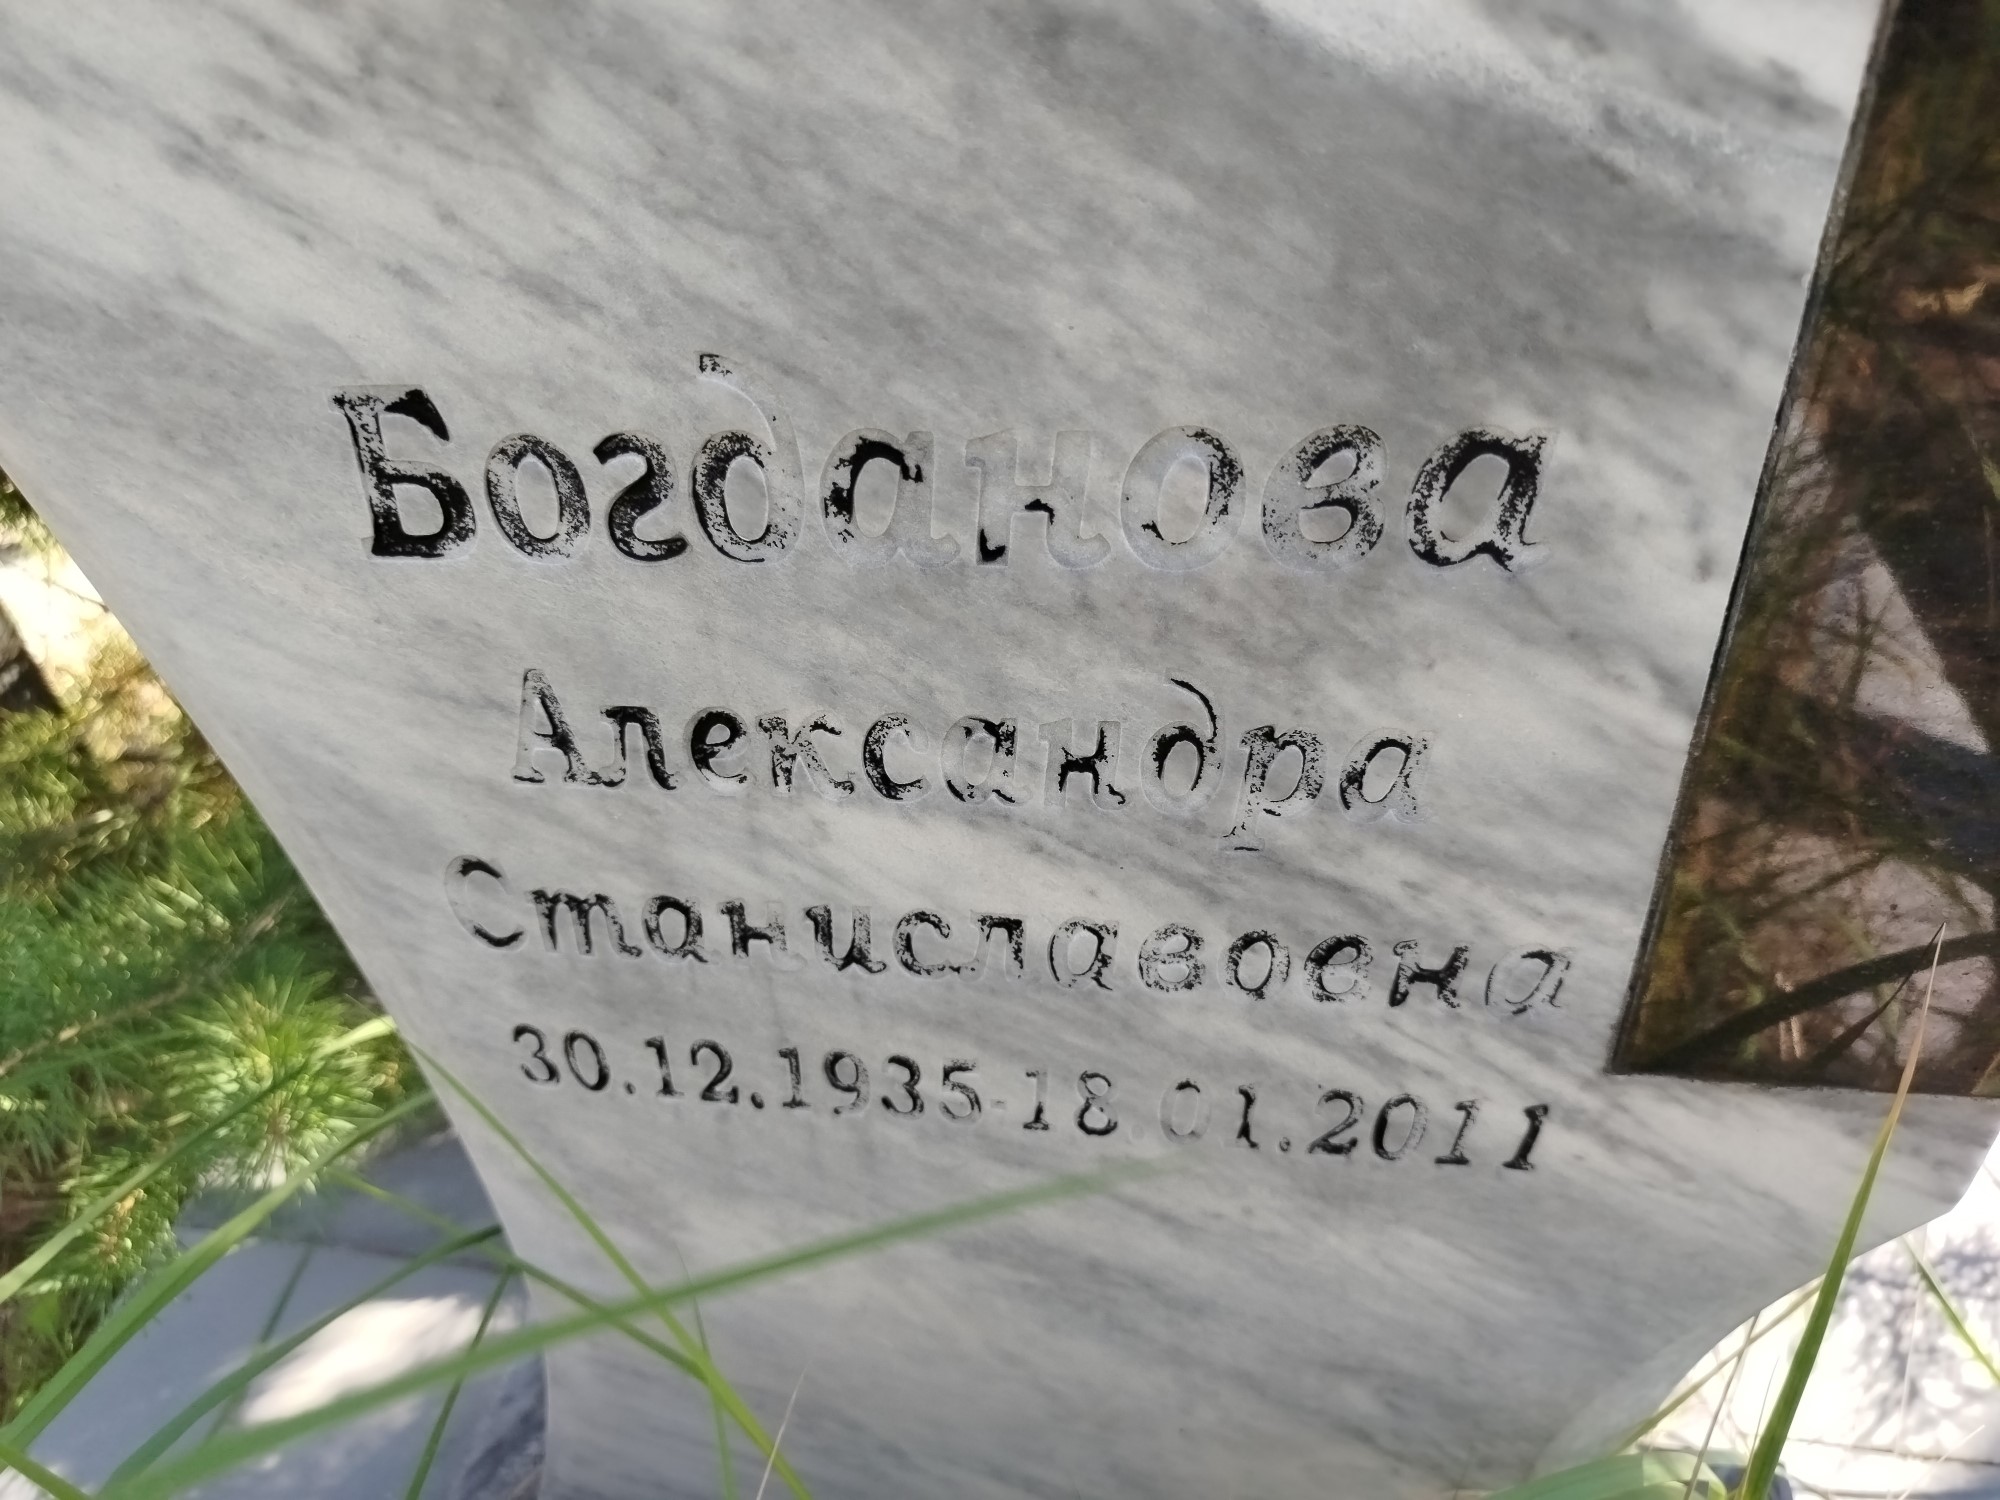 Богданова
Александра
Станиславовна
30.12.1935-18.01.2011